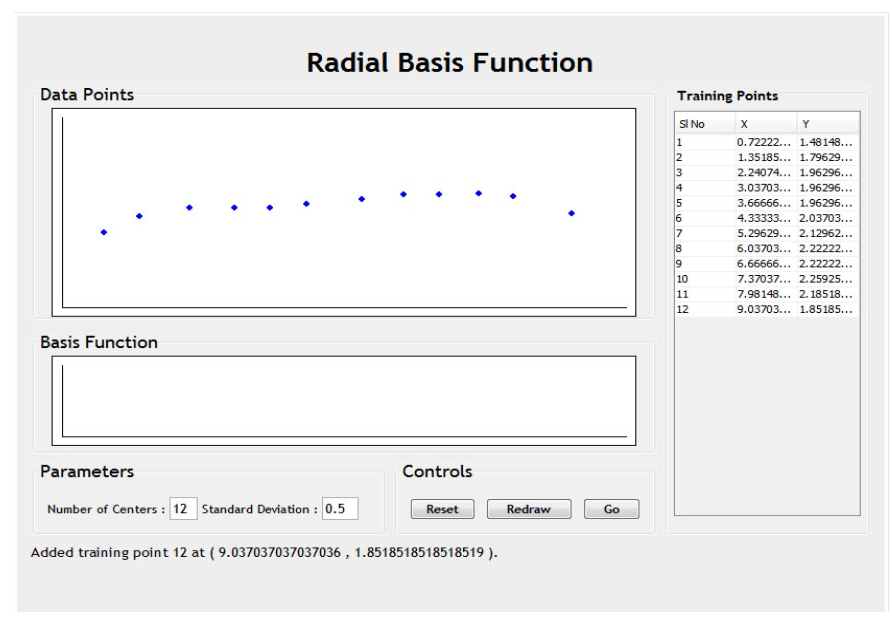 Radial Basis Function
Data Points
Training Points
Sl No X Y
1 0.72222... 1.48148...
2 1.35185... 1.79629...
3 2.24074... 1.96296...
4 3.03703... 1.96296...
5 3.66666... 1.96296...
6 4.33333... 2.03703...
7 5.29629... 2.12962...
8 6.03703... 2.22222...
9 6.66666... 2.22222...
10 7.37037... 2.25925...
11 7.98148... 2.18518...
12 9.03703... 1.85185...
Basis Function
Parameters
Number of Centers : 12 Standard Deviation : 0.5
Controls
Reset Redraw Go
Added training point 12 at ( 9.037037037037036 , 1.8518518518518519 ).